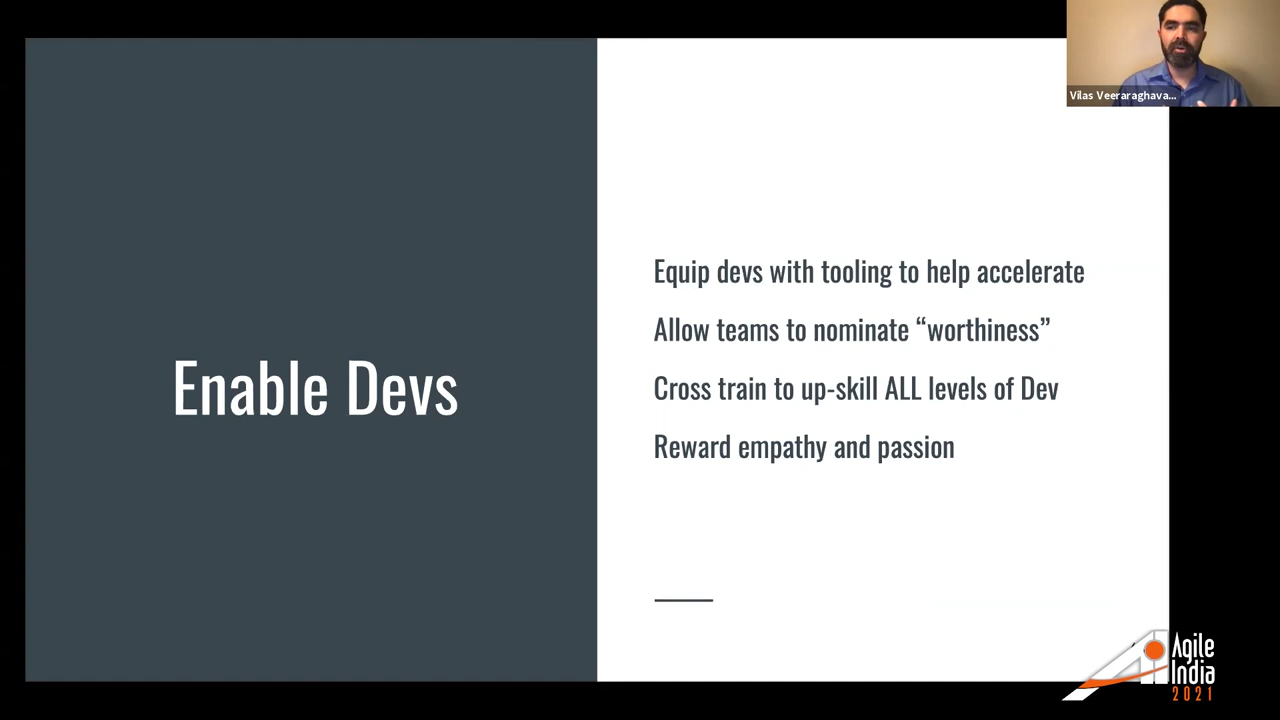 Vilas Veeraraghava...
Enable Devs
Equip devs with tooling to help accelerate
Allow teams to nominate “worthiness”
Cross train to up-skill ALL levels of Dev
Reward empathy and passion
Agile
India
2021